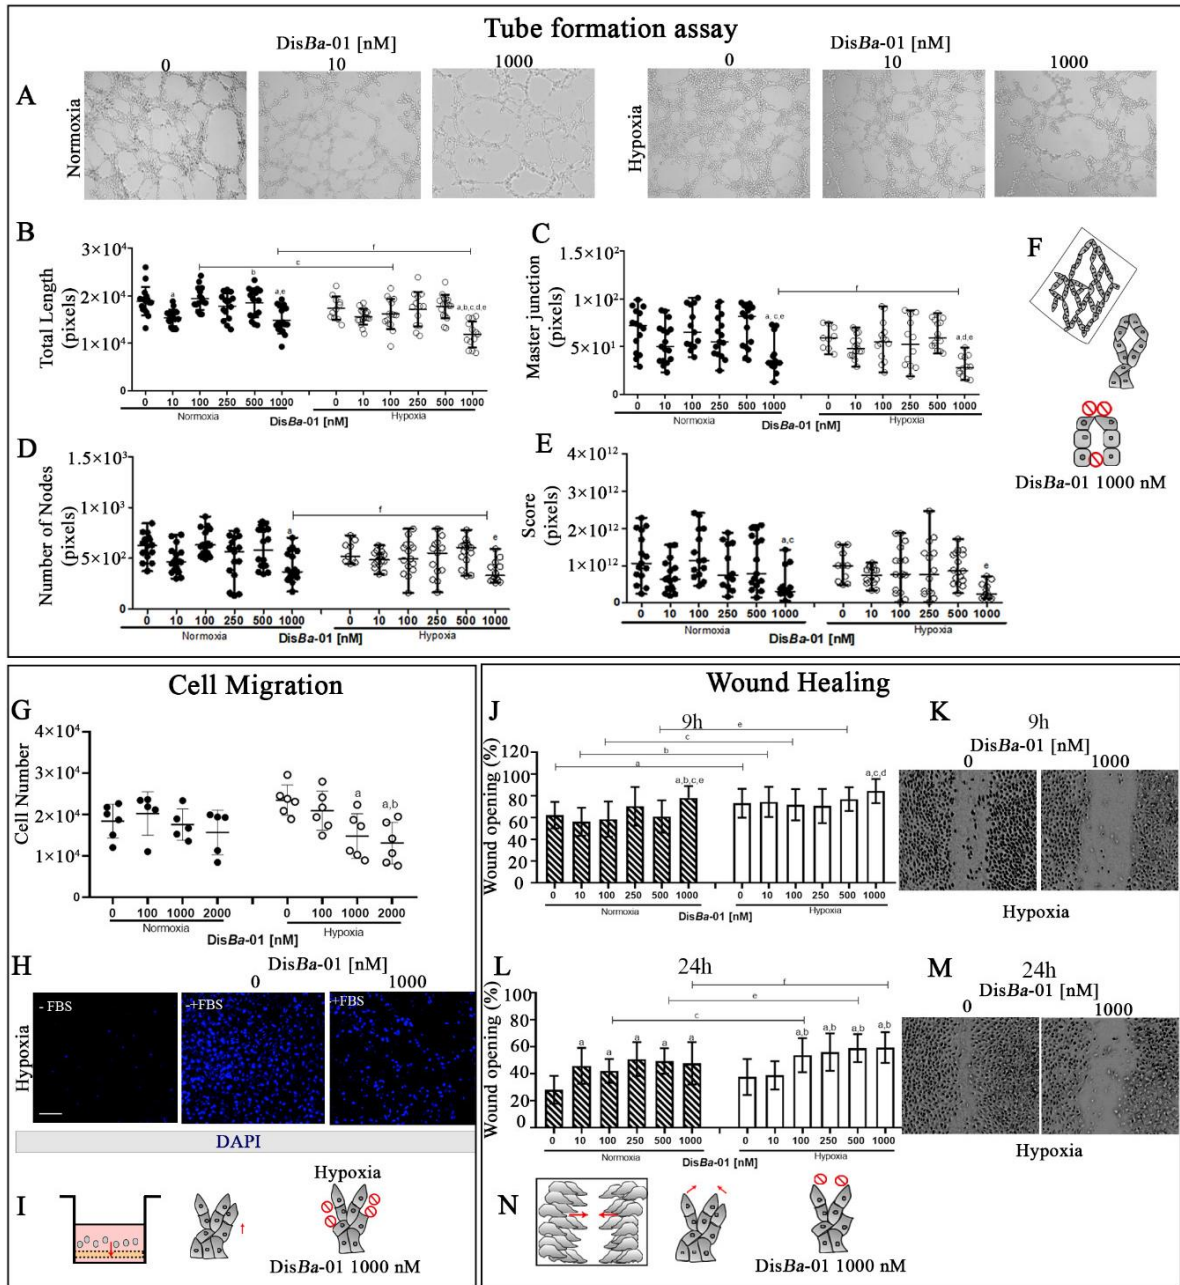 Tube formation assay
DisBa-01 [nM]
DisBa-01 [nM]
0
10
1000
0
10
1000
A
Normoxia
Hypoxia
B
Total Length
(pixels)
3×10⁴
2×10⁴
1×10⁴
0
a
b
a,e
c
f
a,b,c,d,e
0 10 100 250 500 1000 0 10 100 250 500 1000
Normoxia
DisBa-01 [nM]
Hypoxia
C
Master junction
(pixels)
1.5×10²
1×10²
5×10¹
0
a, c,e
f
a,d,e
0 10 100 250 500 1000 0 10 100 250 500 1000
Normoxia
DisBa-01 [nM]
Hypoxia
F
DisBa-01 1000 nM
D
Number of Nodes
(pixels)
1.5×10³
1×10³
5×10²
0
a
f
e
0 10 100 250 500 1000 0 10 100 250 500 1000
Normoxia
DisBa-01 [nM]
Hypoxia
E
Score
(pixels)
4×10¹²
3×10¹²
2×10¹²
1×10¹²
0
a,c
e
0 10 100 250 500 1000 0 10 100 250 500 1000
Normoxia
DisBa-01 [nM]
Hypoxia
Cell Migration
G
Cell Number
4×10⁴
3×10⁴
2×10⁴
1×10⁴
0
a
a,b
0 100 1000 2000 0 100 1000 2000
Normoxia
Hypoxia
DisBa-01 [nM]
H
DisBa-01 [nM]
0
1000
Hypoxia
- FBS
-+FBS
-+FBS
DAPI
I
Hypoxia
DisBa-01 1000 nM
Wound Healing
J
9h
Wound opening (%)
120
100
80
60
40
20
0
e
c
b
a
a,b,c,e
a,c,d
0 10 100 250 500 1000 0 10 100 250 500 1000
Normoxia
DisBa-01 [nM]
Hypoxia
K
9h
DisBa-01 [nM]
0
1000
Hypoxia
L
24h
Wound opening (%)
100
80
60
40
20
0
f
e
c
a
a
a
a
a
a,b
a,b
a,b
a,b
0 10 100 250 500 1000 0 10 100 250 500 1000
Normoxia
DisBa-01 [nM]
Hypoxia
M
24h
DisBa-01 [nM]
0
1000
Hypoxia
N
DisBa-01 1000 nM